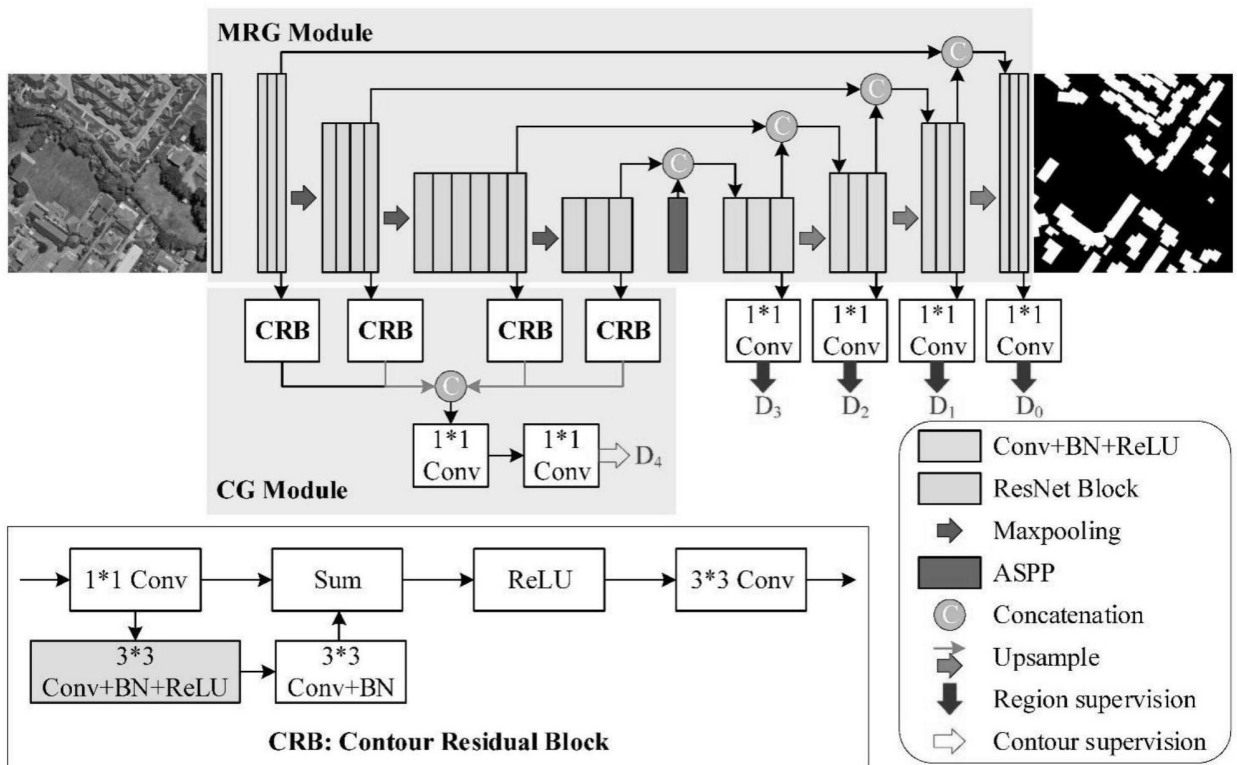 MRG Module
C
C
C
C
CRB
CRB
CRB
CRB
1*1
Conv
1*1
Conv
1*1
Conv
1*1
Conv
D₃
D₂
D₁
D₀
C
1*1
Conv
1*1
Conv
D₄
CG Module
Conv+BN+ReLU
ResNet Block
Maxpooling
ASPP
C
Concatenation
Upsample
Region supervision
Contour supervision
1*1 Conv
Sum
ReLU
3*3 Conv
3*3
Conv+BN+ReLU
3*3
Conv+BN
CRB: Contour Residual Block